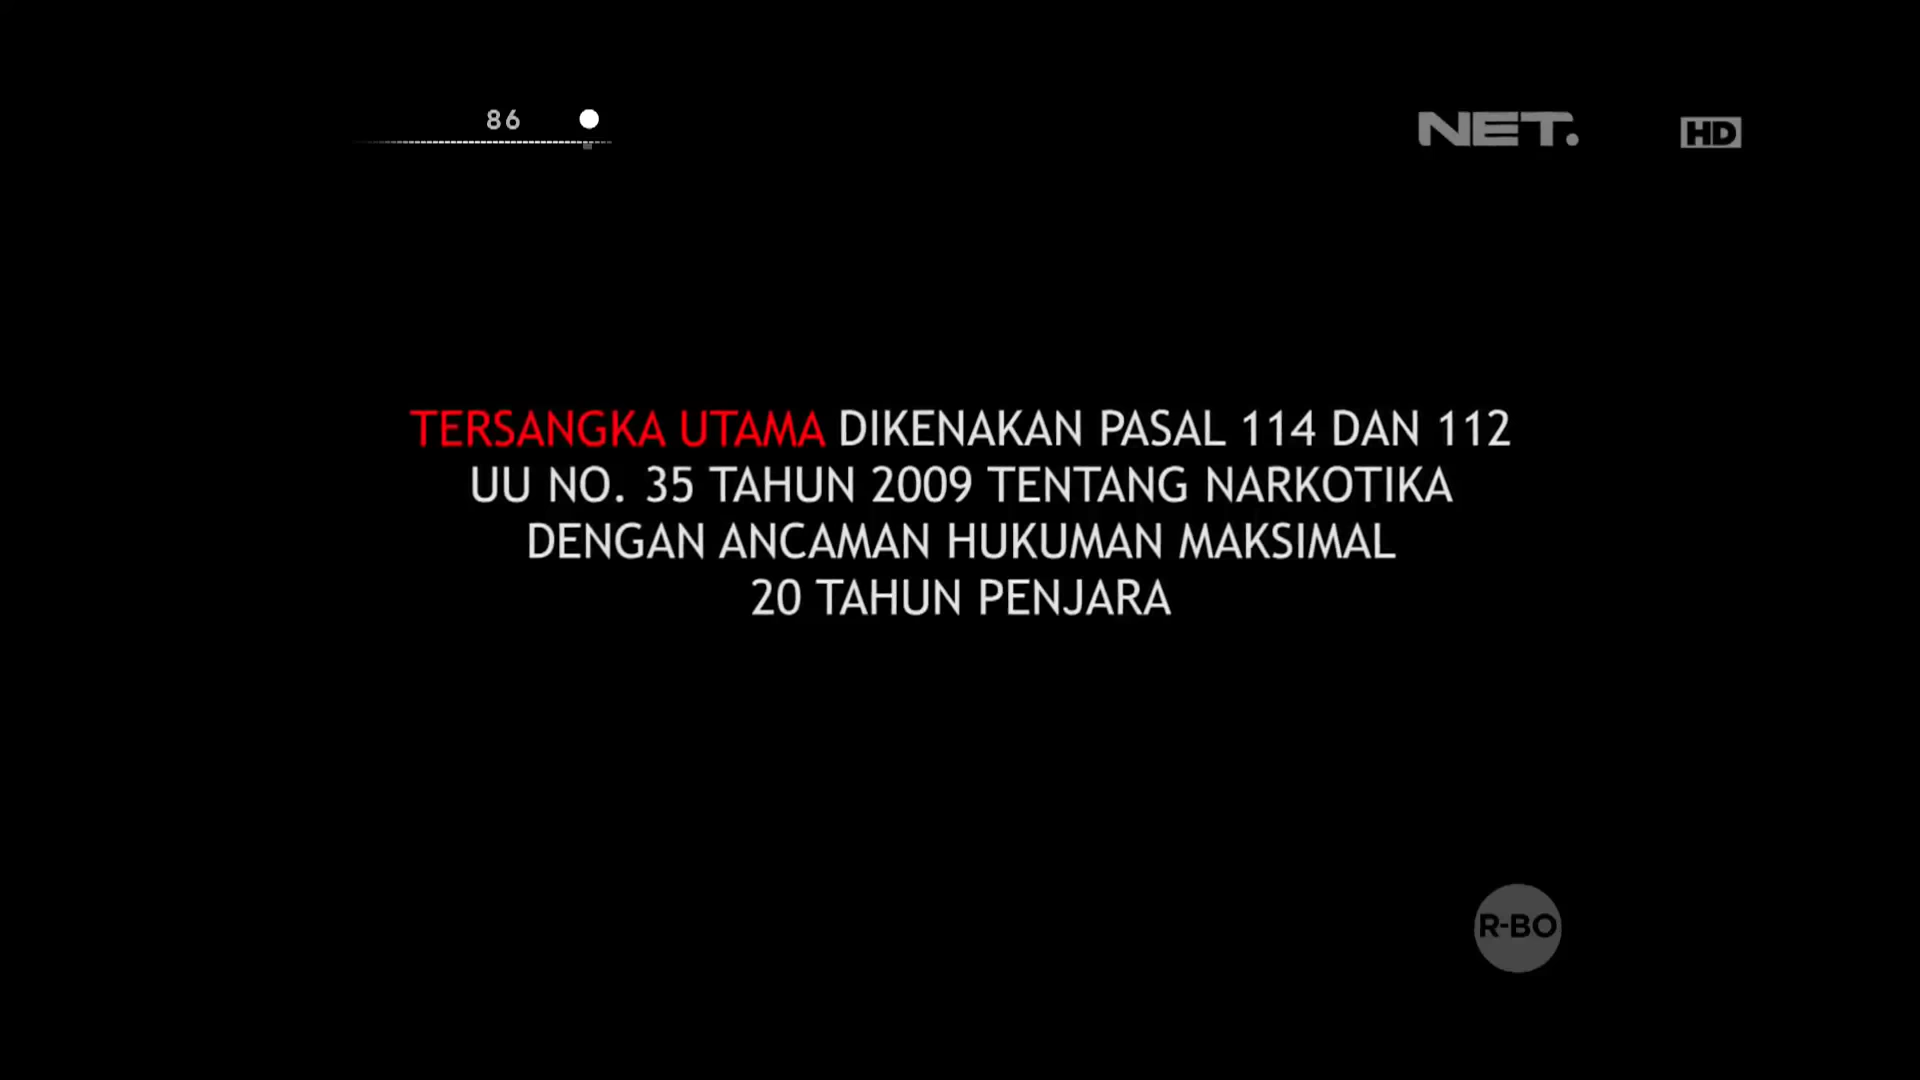 86
NET.
HD
TERSANGKA UTAMA DIKENAKAN PASAL 114 DAN 112
UU NO. 35 TAHUN 2009 TENTANG NARKOTIKA
DENGAN ANCAMAN HUKUMAN MAKSIMAL
20 TAHUN PENJARA
R-BO